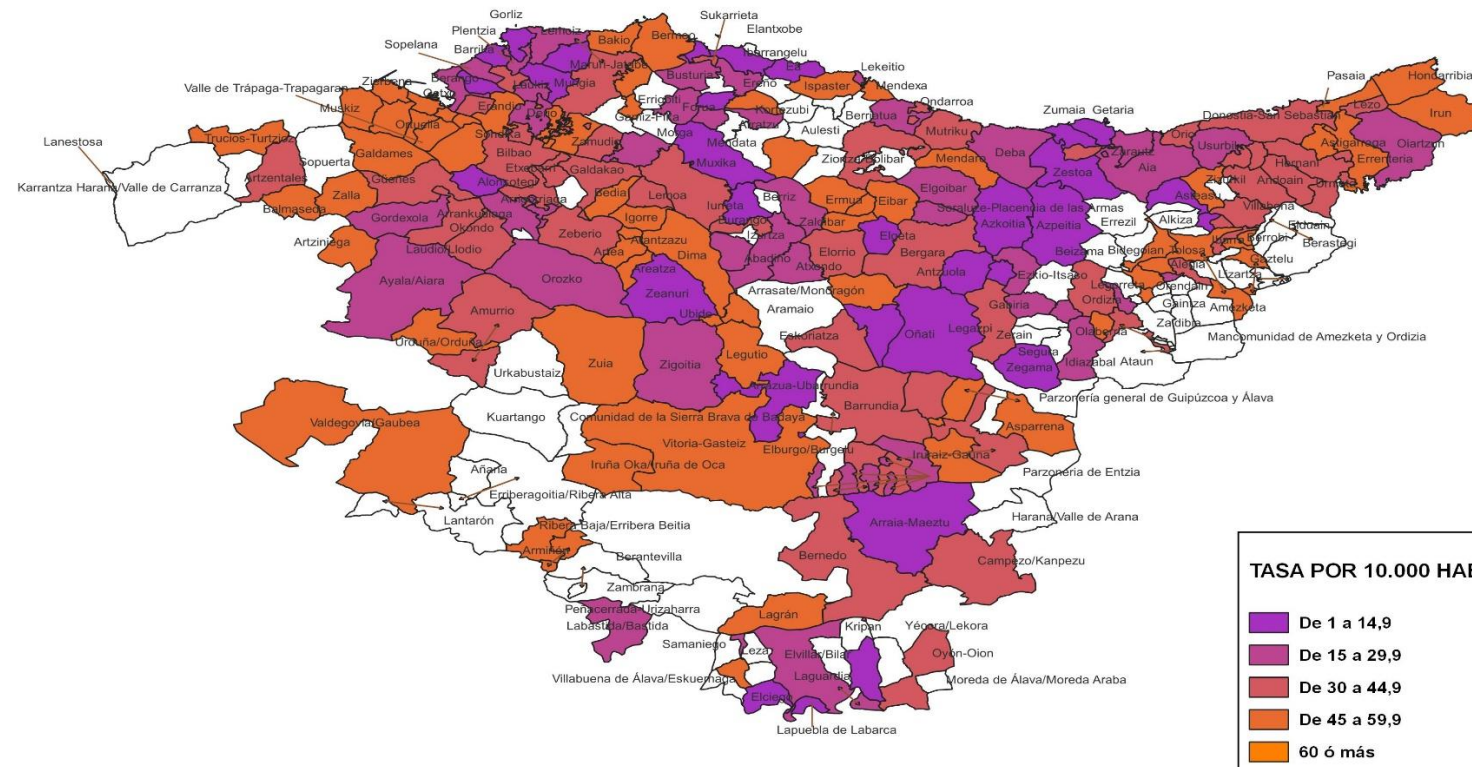 Gorliz
Sukarrieta
Plentzia
Lemoiz
Elantxobe
Bakio
Bermeo
Sopelana
Barrika
Ibarrangelu
Maruri-Jatabe
Ea
Lekeitio
Zierbena
Berango
Busturia
Ereño
Mendexa
Pasaia
Hondarribia
Valle de Trápaga-Trapagaran
Getxo
Laukiz
Mungia
Ispaster
Errigoiti
Forua
Kortezubi
Ondarroa
Zumaia
Getaria
Lezo
Muskiz
Erandio
Derio
Gamiz-Fika
Arratzu
Bernatua
Donostia-San Sebastián
Irun
Ortuella
Morga
Aulesti
Mutriku
Orio
Trucios-Turtzioz
Sondika
Zamudio
Mendata
Deba
Zarautz
Usurbil
Astigarraga
Oiartzun
Lanestosa
Sopuerta
Galdames
Bilbao
Muxika
Ziortza-Bolibar
Mendaro
Aia
Hernani
Errenteria
Karrantza Harana/Valle de Carranza
Artzentales
Güeñes
Etxebarri
Galdakao
Zestoa
Zizurkil
Andoain
Urnieta
Balmaseda
Zalla
Alonsotegi
Bedia
Lemoa
Iurreta
Berriz
Ermua
Eibar
Elgoibar
Asteasu
Villabona
Gordexola
Arrankudiaga
Arrigorriaga
Igorre
Durango
Zaldibar
Soraluze-Placencia de las Armas
Errezil
Alkiza
Elduain
Artziniega
Okondo
Zeberio
Arantzazu
Izurtza
Elorrio
Elgeta
Azkoitia
Azpeitia
Bidegoian
Tolosa
Ibarra
Berrobi
Berastegi
Laudio/Llodio
Artea
Dima
Abadiño
Atxondo
Bergara
Beizama
Alegia
Lizartza
Gaztelu
Ayala/Aiara
Orozko
Areatza
Zeanuri
Arrasate/Mondragón
Antzuola
Ezkio-Itsaso
Legorreta
Orendain
Amurrio
Ubide
Aramaio
Gabiria
Ordizia
Gaintza
Amezketa
Urduña/Orduña
Eskoriatza
Oñati
Legazpi
Zerain
Olaberria
Zaldibia
Mancomunidad de Amezketa y Ordizia
Zuia
Zigoitia
Legutio
Segura
Zegama
Idiazabal
Ataun
Urkabustaiz
Arrazua-Ubarrundia
Parzonería general de Guipúzcoa y Álava
Valdegovía/Gaubea
Kuartango
Comunidad de la Sierra Brava de Badaya
Barrundia
Asparrena
Vitoria-Gasteiz
Elburgo/Burgelu
Iruraiz-Gauna
Añana
Iruña Oka/Iruña de Oca
Parzonería de Entzia
Erriberagoitia/Ribera Alta
Lantarón
Ribera Baja/Erribera Beitia
Arraia-Maeztu
Harana/Valle de Arana
Armiñón
Berantevilla
Bernedo
Campezo/Kanpezu
Zambrana
TASA POR 10.000 HAB
Peñacerrada-Urizaharra
Lagrán
Labastida/Bastida
Samaniego
Kripan
Yécora/Lekora
De 1 a 14,9
Leza
Elvillar/Bilar
Oyón-Oion
De 15 a 29,9
Villabuena de Álava/Eskuernaga
Laguardia
Moreda de Álava/Moreda Araba
De 30 a 44,9
Elciego
De 45 a 59,9
Lapuebla de Labarca
60 ó más